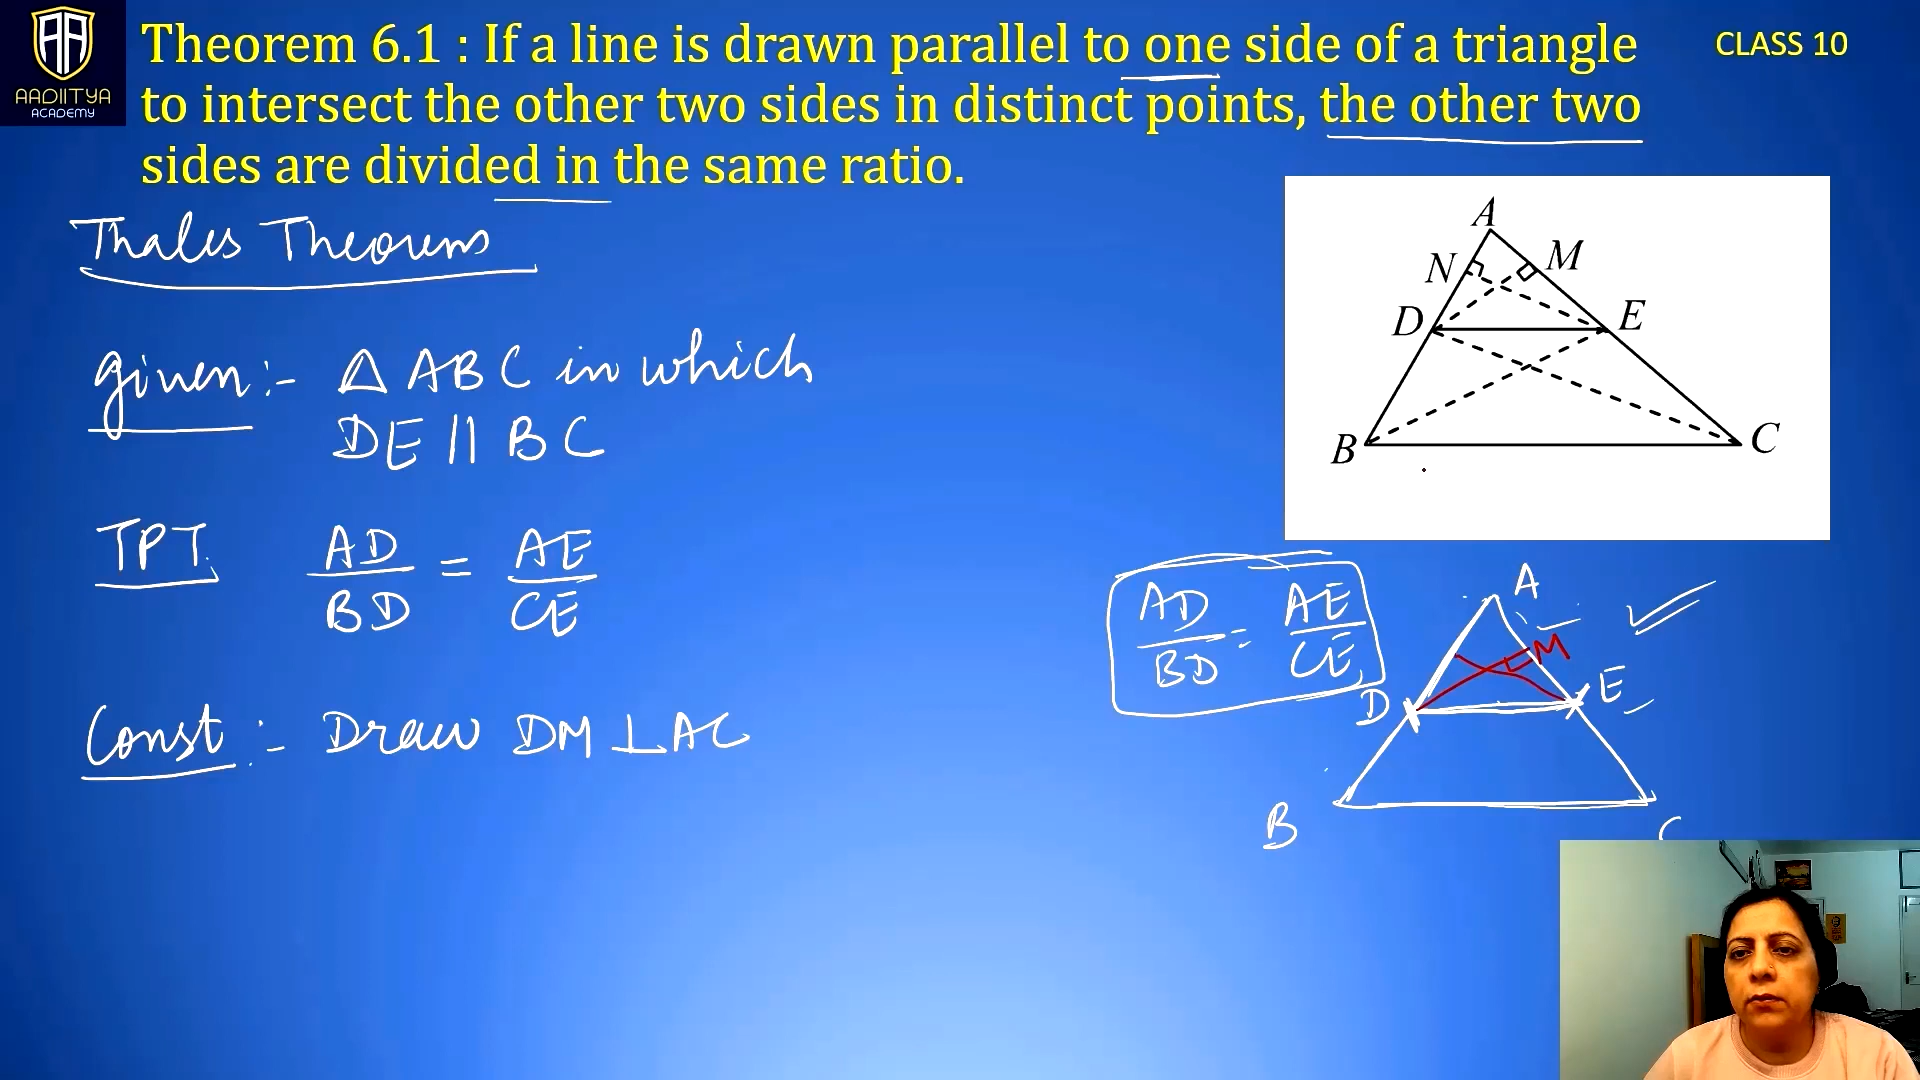 AADIITYA
ACADEMY
Theorem 6.1 : If a line is drawn parallel to one side of a triangle
to intersect the other two sides in distinct points, the other two
sides are divided in the same ratio.
CLASS 10
Thales Theorem
given :- △ ABC in which
DE || BC
TPT. AD/BD = AE/CE
Const :- Draw DM ⊥ AC
A
N M
D E
B C
AD/BD = AE/CE
A
M
D E
B C